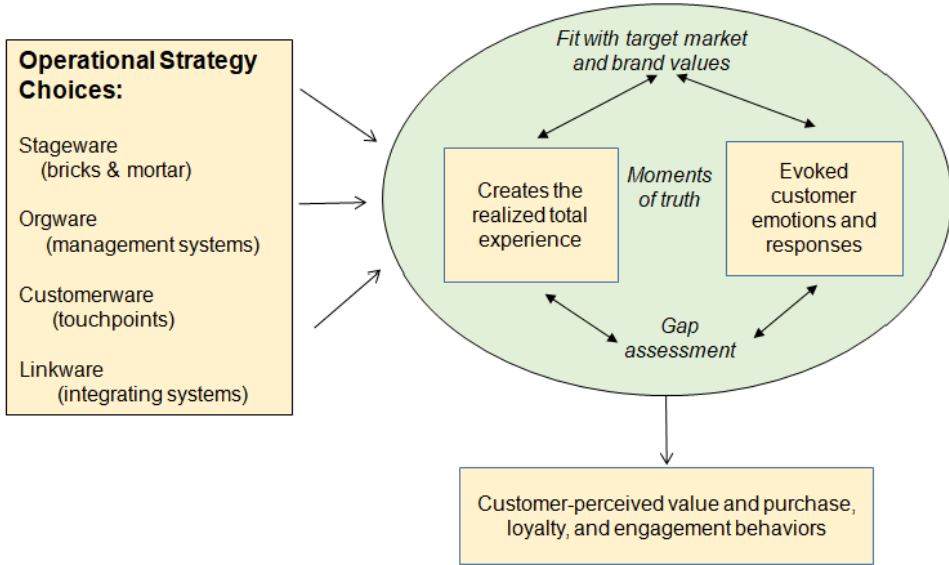 Operational Strategy
Choices:
Stageware
(bricks & mortar)
Orgware
(management systems)
Customerware
(touchpoints)
Linkware
(integrating systems)
Fit with target market
and brand values
Creates the
realized total
experience
Moments
of truth
Evoked
customer
emotions and
responses
Gap
assessment
Customer-perceived value and purchase,
loyalty, and engagement behaviors